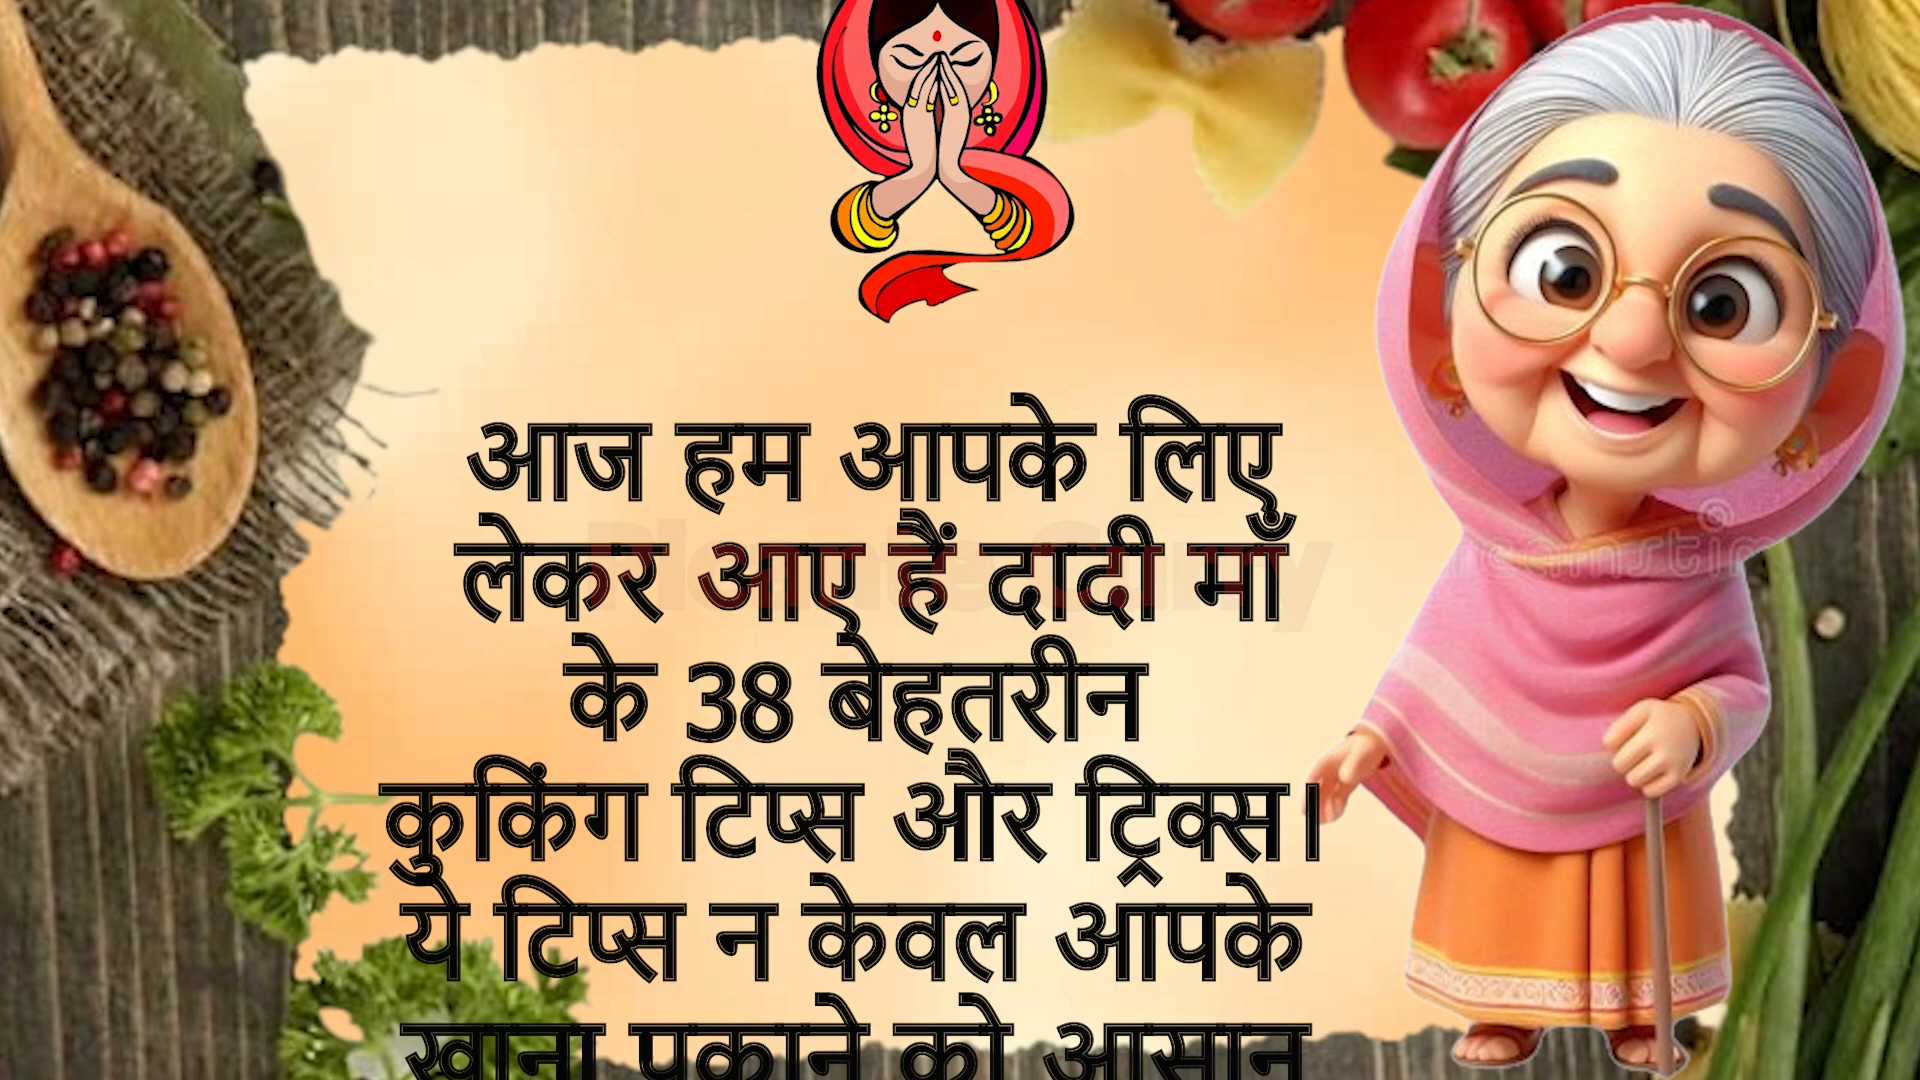 आज हम आपके लिए
लेकर आए हैं दादी माँ
के 38 बेहतरीन
कुकिंग टिप्स और ट्रिक्स।
ये टिप्स न केवल आपके
खाना पकाने को आसान